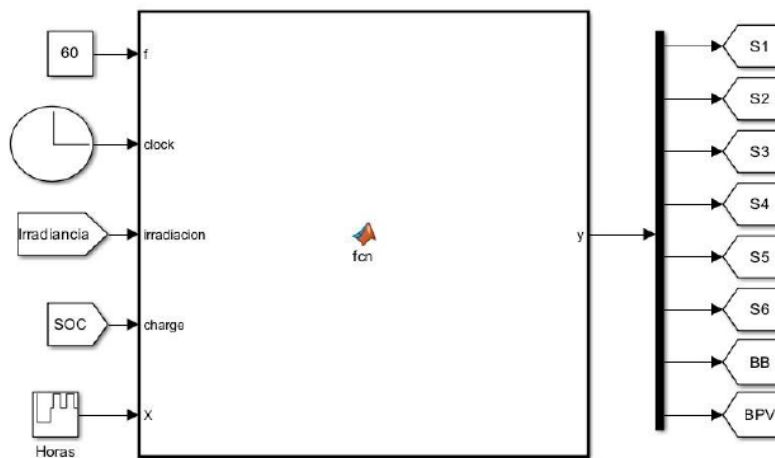 60
f
clock
Irradiancia
irradiacion
SOC
charge
Horas
X
fcn
y
S1
S2
S3
S4
S5
S6
BB
BPV